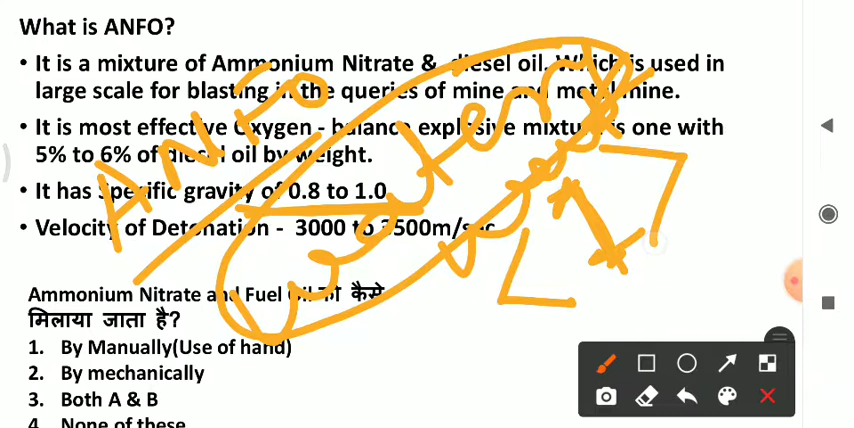 What is ANFO?
• It is a mixture of Ammonium Nitrate & diesel oil. Which is used in
large scale for blasting in the queries of mine and metal mine.
• It is most effective Oxygen - balance explosive mixture is one with
5% to 6% of diesel oil by weight.
• It has Specific gravity of 0.8 to 1.0
• Velocity of Detonation - 3000 to 3500m/sec
ANFO
Water
Ammonium Nitrate and Fuel Oil को कैसे
मिलाया जाता है?
1. By Manually(Use of hand)
2. By mechanically
3. Both A & B
4. None of these